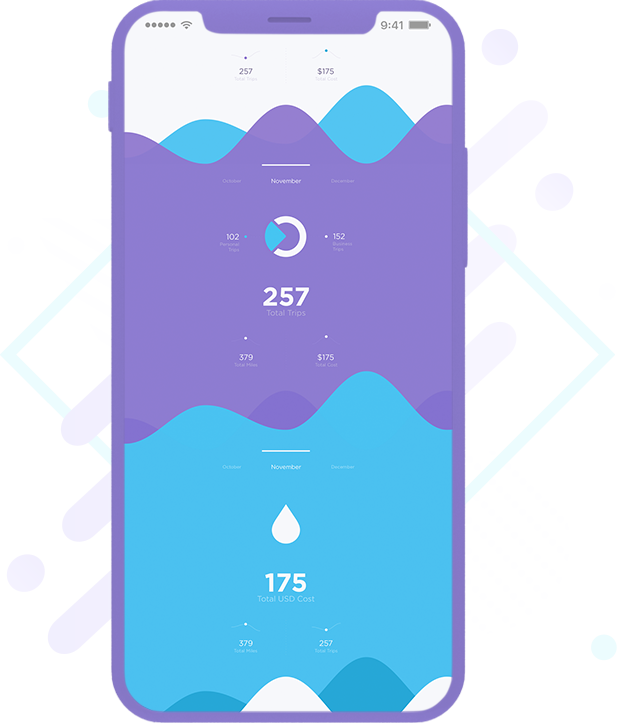 9:41
257 $175
Total Trips Total Cost
October November December
102 152
Personal Business
Trips Trips
257
Total Trips
379 $175
Total Miles Total Cost
October November December
175
Total USD Cost
379 257
Total Miles Total Trips